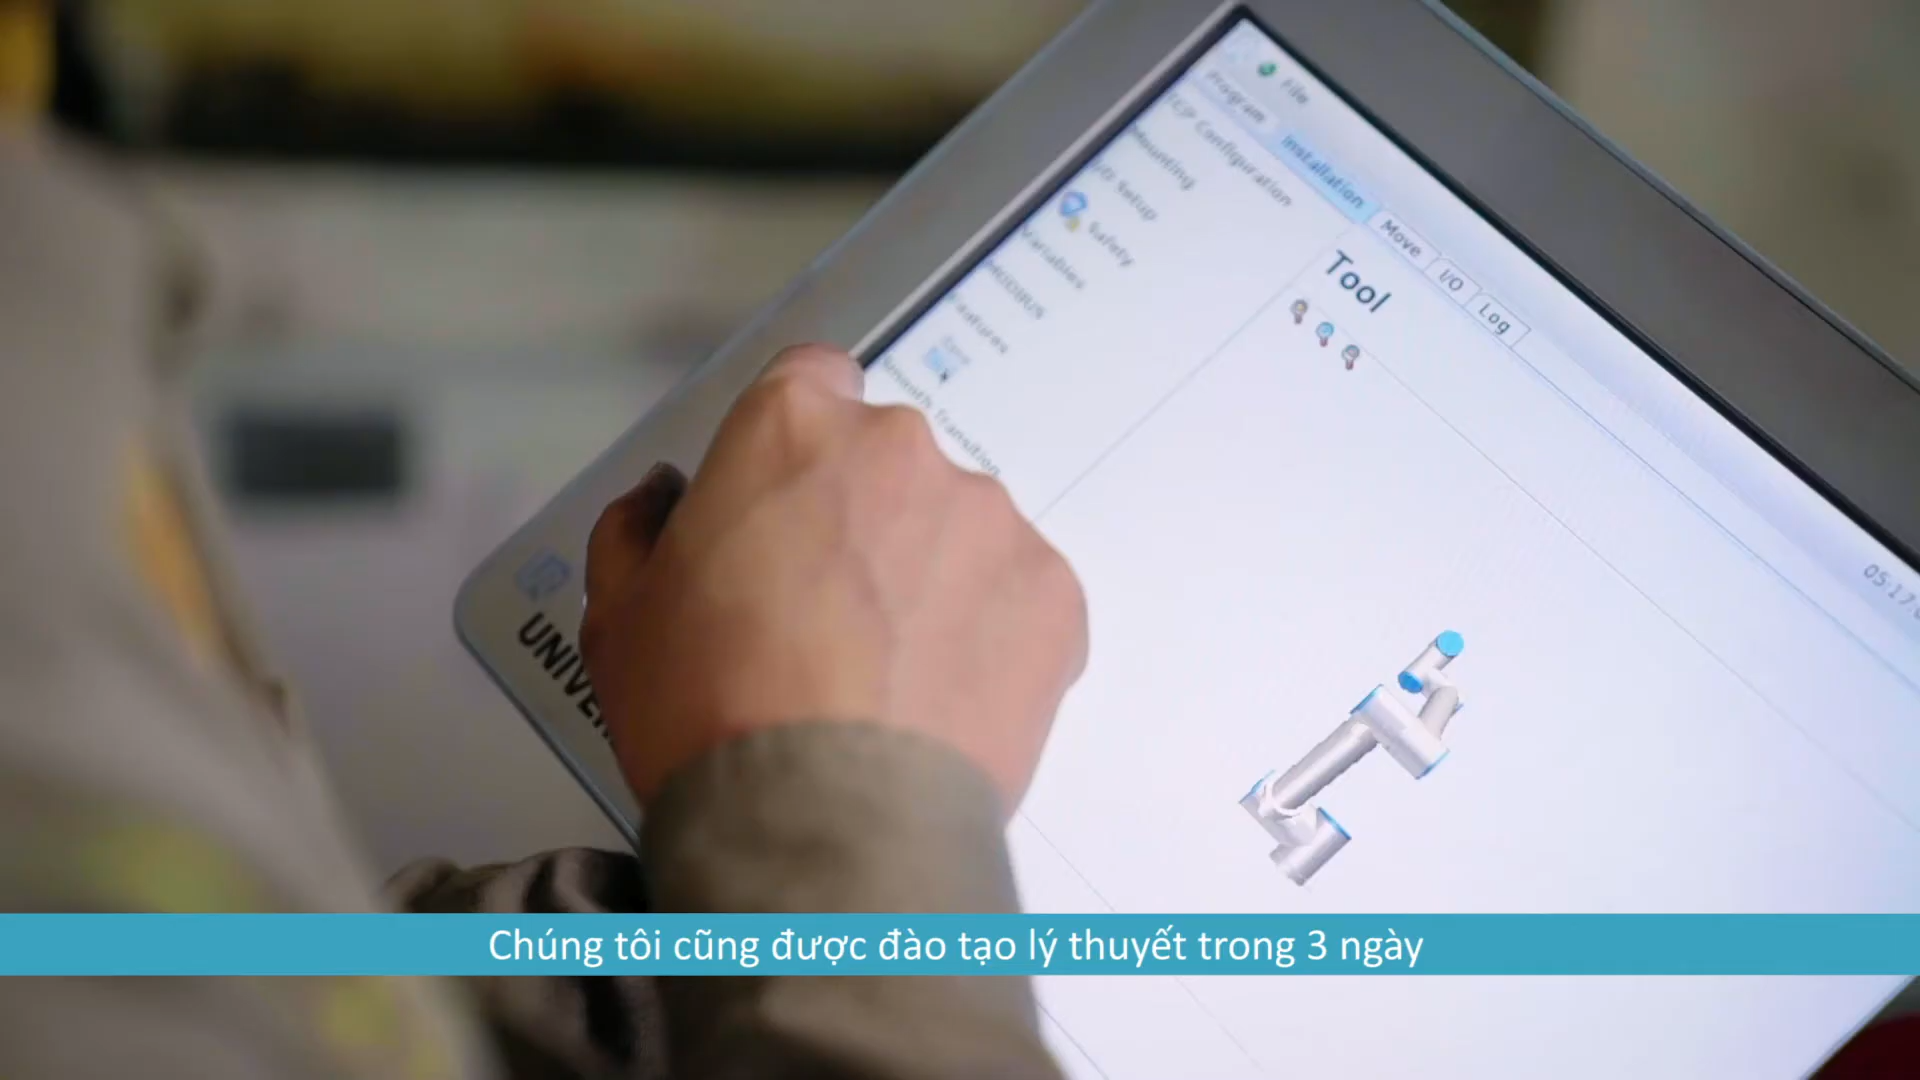 File
Program
Installation
Move
I/O
Log
TCP Configuration
Mounting
I/O Setup
Safety
Variables
MODBUS
Features
Smooth Transition
Tool
UNIVER
Chúng tôi cũng được đào tạo lý thuyết trong 3 ngày